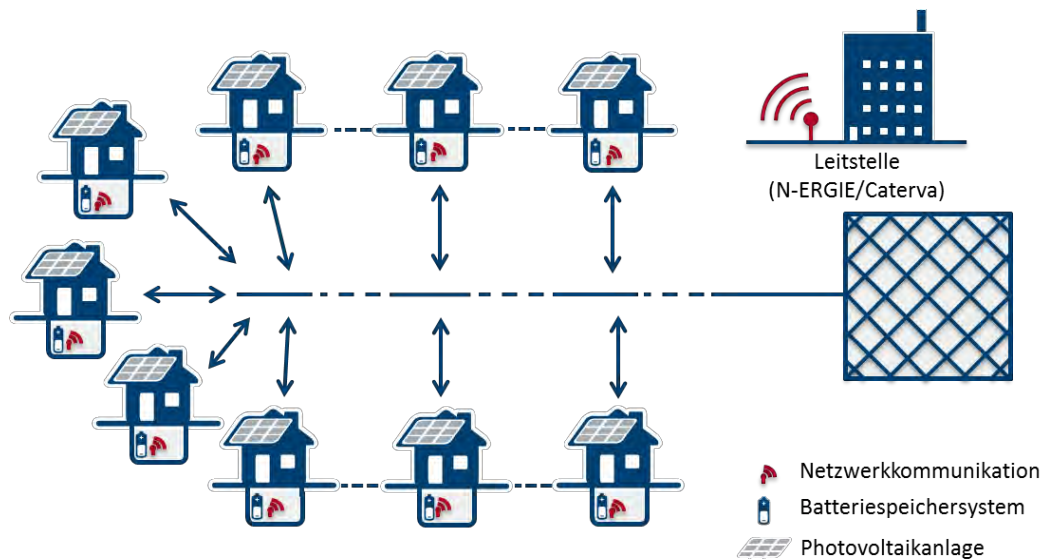 Leitstelle
(N-ERGIE/Caterva)
Netzwerkkommunikation
Batteriespeichersystem
Photovoltaikanlage